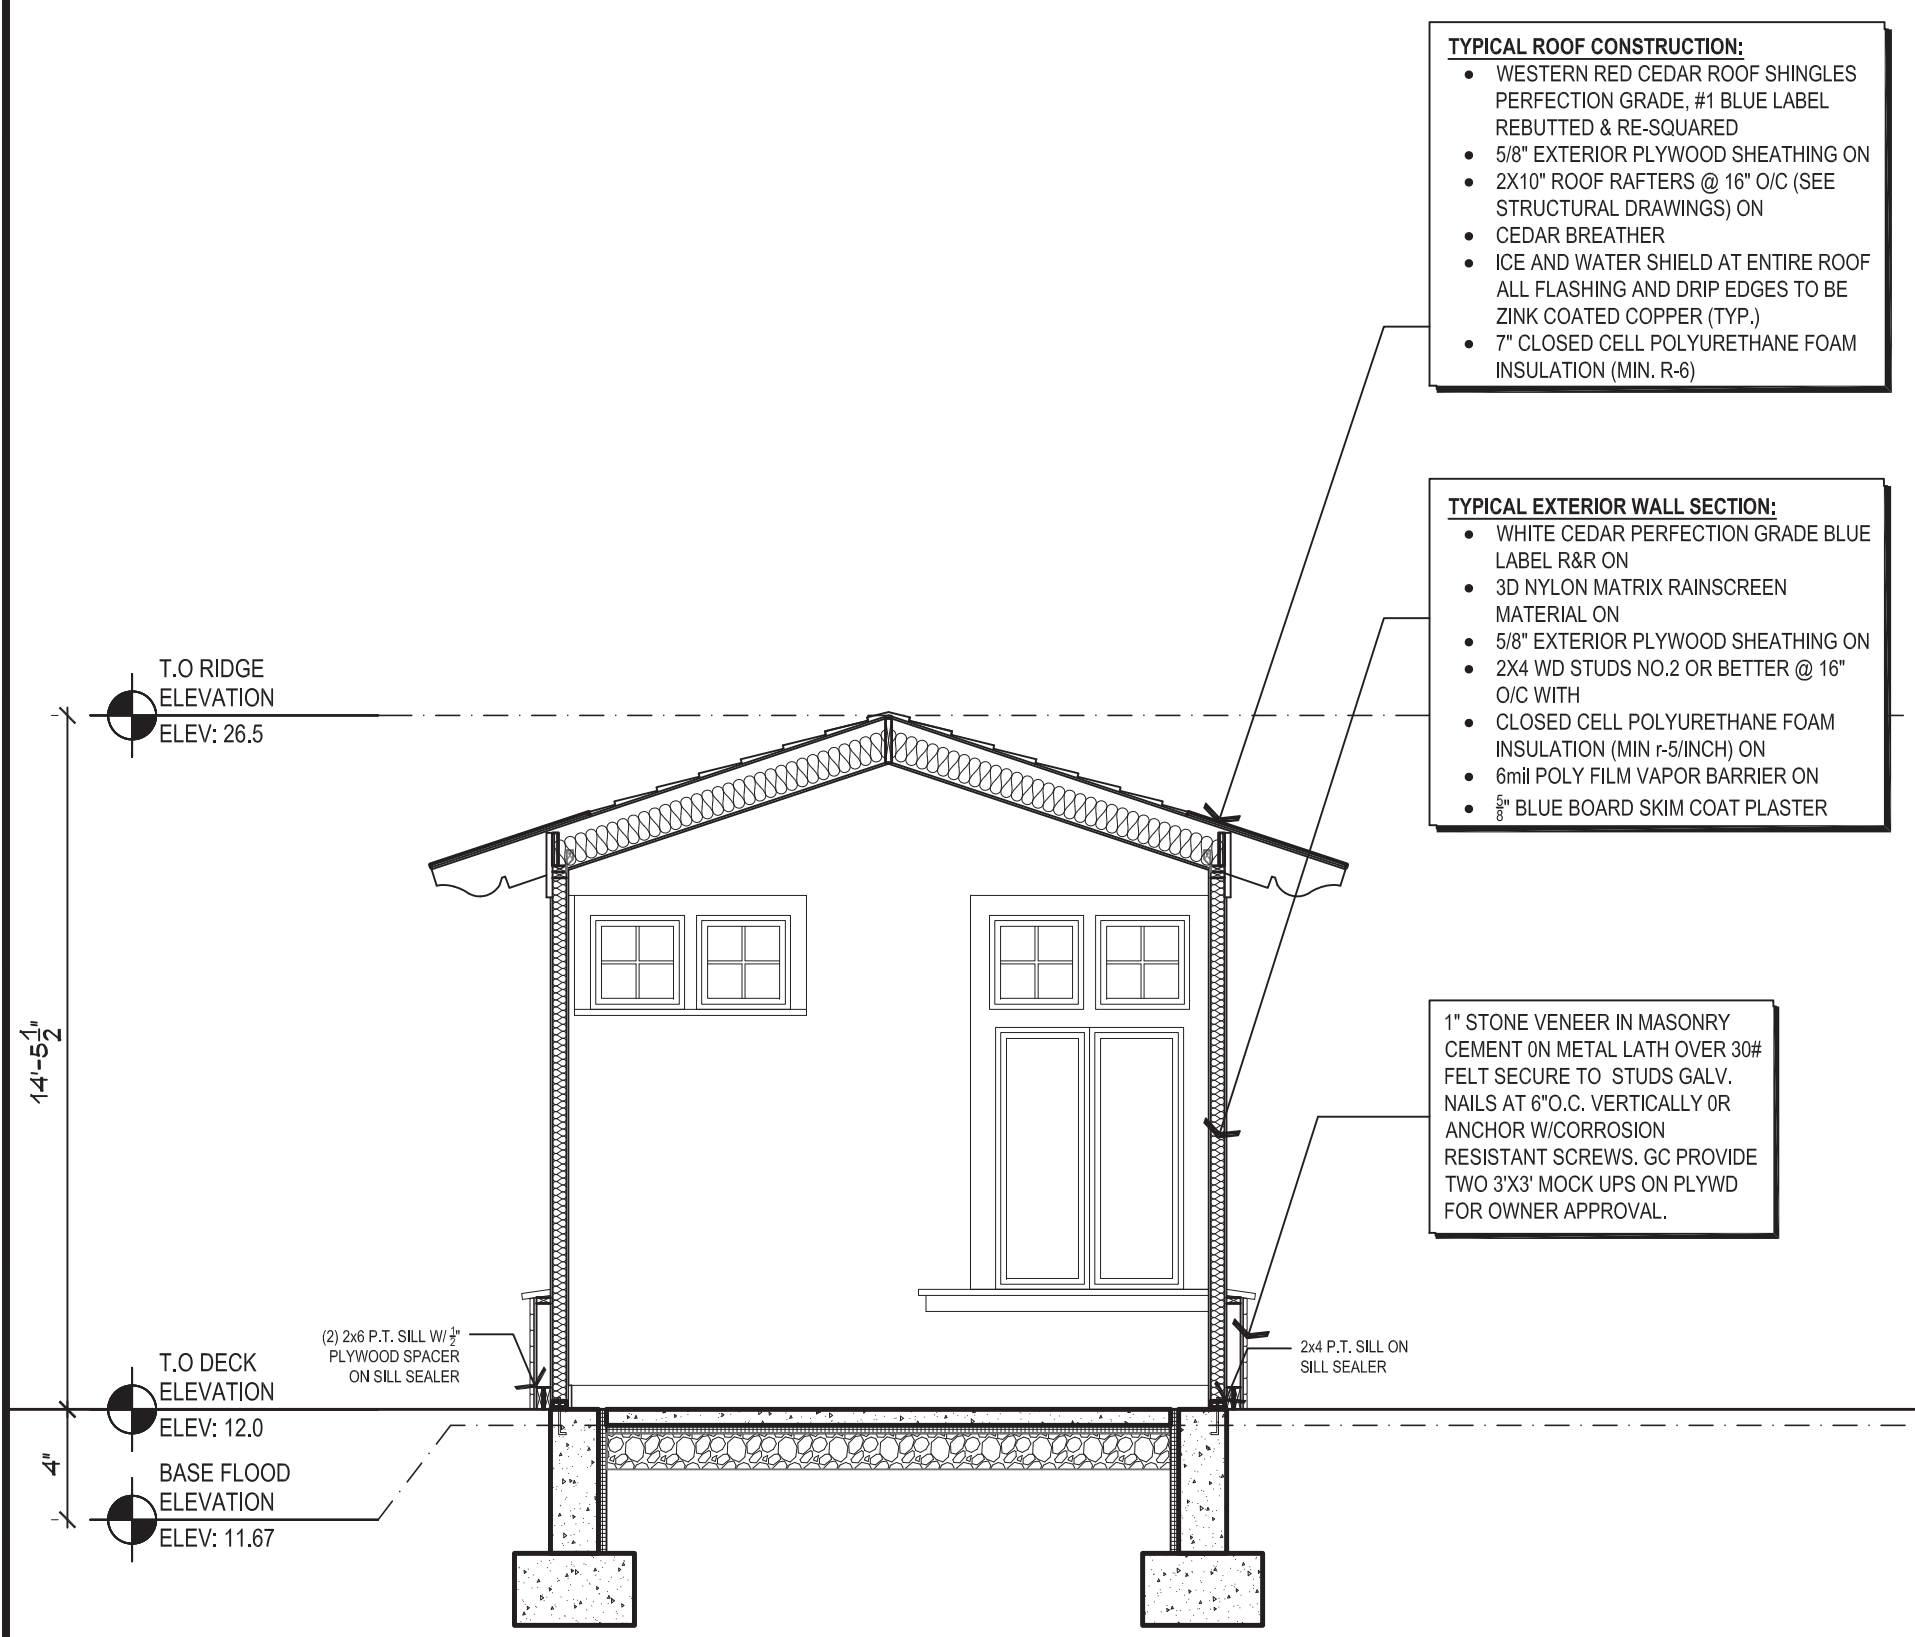 TYPICAL ROOF CONSTRUCTION:
• WESTERN RED CEDAR ROOF SHINGLES
PERFECTION GRADE, #1 BLUE LABEL
REBUTTED & RE-SQUARED
• 5/8" EXTERIOR PLYWOOD SHEATHING ON
• 2X10" ROOF RAFTERS @ 16" O/C (SEE
STRUCTURAL DRAWINGS) ON
• CEDAR BREATHER
• ICE AND WATER SHIELD AT ENTIRE ROOF
ALL FLASHING AND DRIP EDGES TO BE
ZINK COATED COPPER (TYP.)
• 7" CLOSED CELL POLYURETHANE FOAM
INSULATION (MIN. R-6)
TYPICAL EXTERIOR WALL SECTION:
• WHITE CEDAR PERFECTION GRADE BLUE
LABEL R&R ON
• 3D NYLON MATRIX RAINSCREEN
MATERIAL ON
• 5/8" EXTERIOR PLYWOOD SHEATHING ON
• 2X4 WD STUDS NO.2 OR BETTER @ 16"
O/C WITH
• CLOSED CELL POLYURETHANE FOAM
INSULATION (MIN r-5/INCH) ON
• 6mil POLY FILM VAPOR BARRIER ON
• 5/8" BLUE BOARD SKIM COAT PLASTER
T.O RIDGE
ELEVATION
ELEV: 26.5
14'-5 1/2"
1" STONE VENEER IN MASONRY
CEMENT 0N METAL LATH OVER 30#
FELT SECURE TO STUDS GALV.
NAILS AT 6"O.C. VERTICALLY 0R
ANCHOR W/CORROSION
RESISTANT SCREWS. GC PROVIDE
TWO 3'X3' MOCK UPS ON PLYWD
FOR OWNER APPROVAL.
(2) 2x6 P.T. SILL W/ 1/2"
PLYWOOD SPACER
ON SILL SEALER
2x4 P.T. SILL ON
SILL SEALER
T.O DECK
ELEVATION
ELEV: 12.0
4"
BASE FLOOD
ELEVATION
ELEV: 11.67